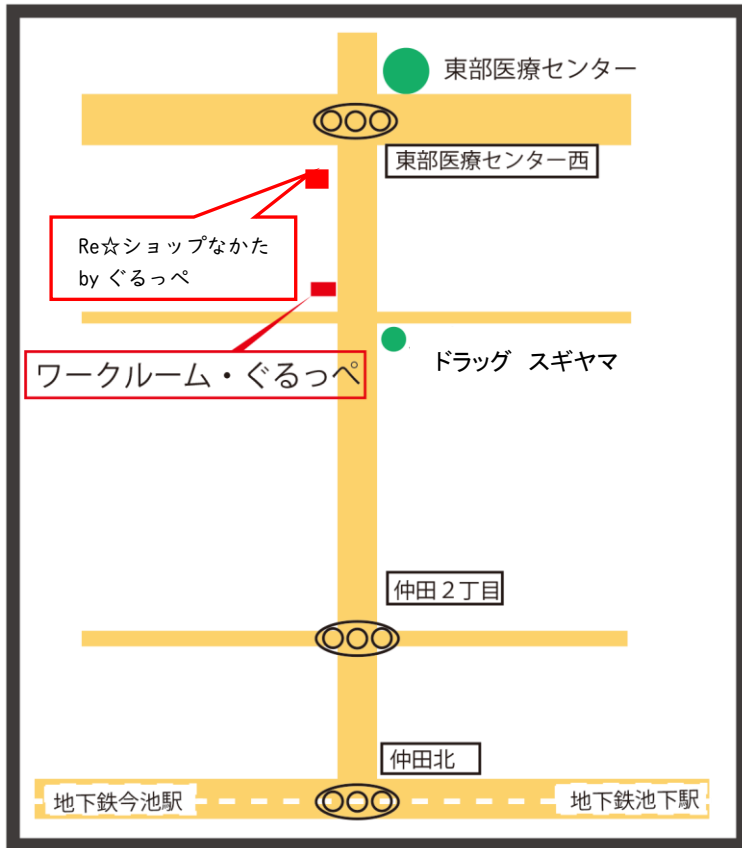 東部医療センター
東部医療センター西
Re☆ショップなかた
by ぐるっぺ
ワークルーム・ぐるっぺ
ドラッグ　スギヤマ
仲田２丁目
仲田北
地下鉄今池駅
地下鉄池下駅